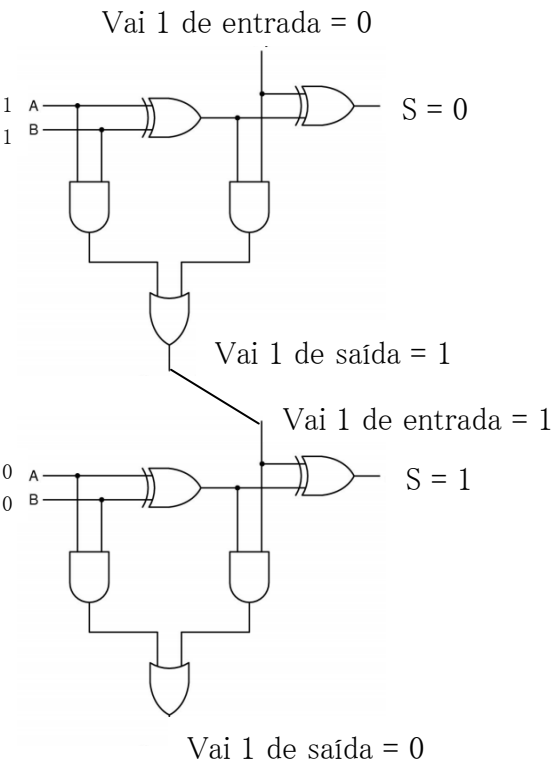 Vai 1 de entrada = 0
1 A
1 B
S = 0
Vai 1 de saída = 1
Vai 1 de entrada = 1
0 A
0 B
S = 1
Vai 1 de saída = 0